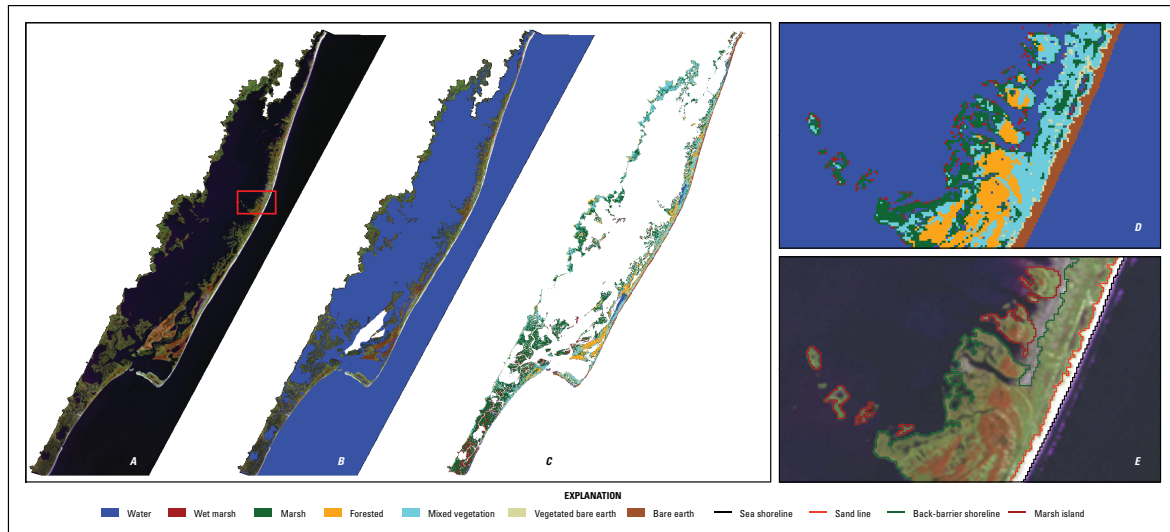 A
B
C
D
E
EXPLANATION
Water
Wet marsh
Marsh
Forested
Mixed vegetation
Vegetated bare earth
Bare earth
Sea shoreline
Sand line
Back-barrier shoreline
Marsh island